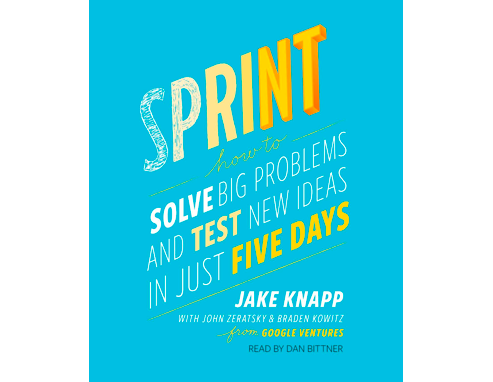 SPRINT
how to
SOLVE BIG PROBLEMS
AND TEST NEW IDEAS
IN JUST FIVE DAYS
JAKE KNAPP
WITH JOHN ZERATSKY & BRADEN KOWITZ
from GOOGLE VENTURES
READ BY DAN BITTNER